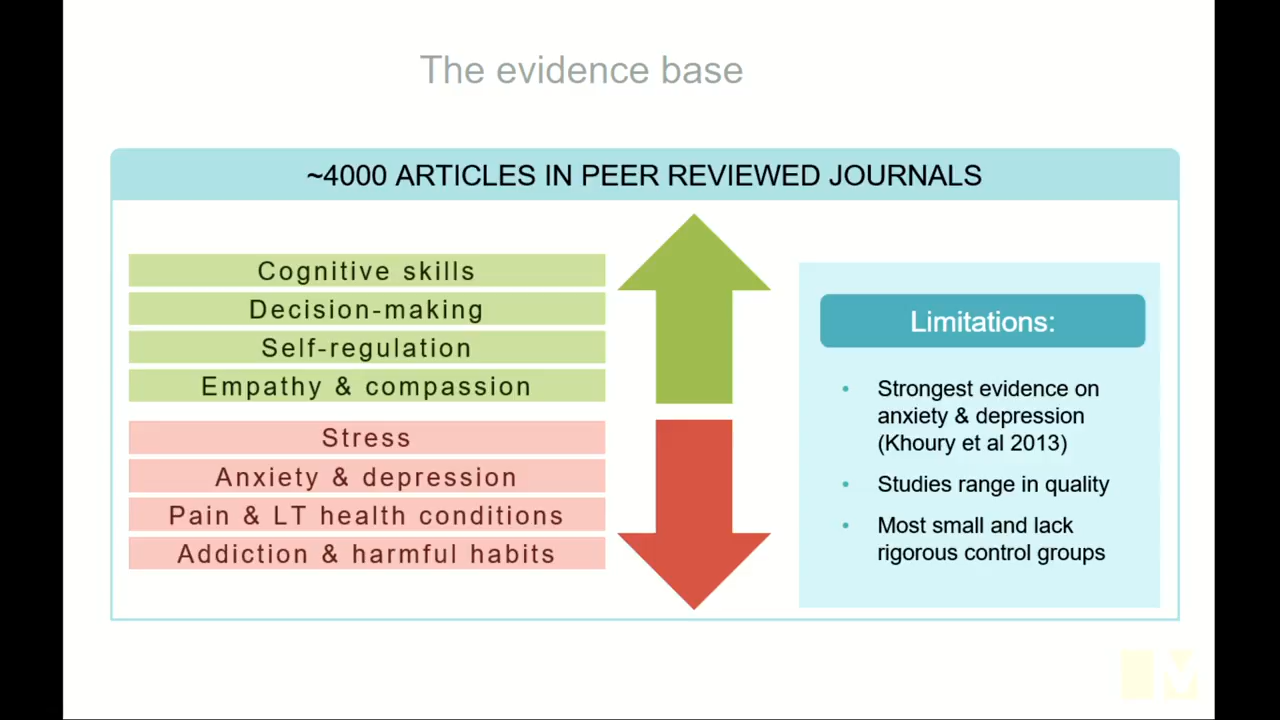 The evidence base
~4000 ARTICLES IN PEER REVIEWED JOURNALS
Cognitive skills
Decision-making
Self-regulation
Empathy & compassion
Stress
Anxiety & depression
Pain & LT health conditions
Addiction & harmful habits
Limitations:
• Strongest evidence on
anxiety & depression
(Khoury et al 2013)
• Studies range in quality
• Most small and lack
rigorous control groups